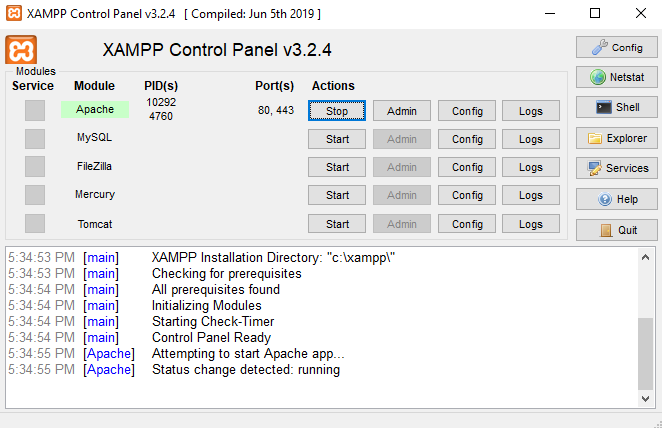 XAMPP Control Panel v3.2.4 [ Compiled: Jun 5th 2019 ]
XAMPP Control Panel v3.2.4
Config
Modules
Service Module PID(s) Port(s) Actions
Netstat
Apache 10292 4760 80, 443 Stop Admin Config Logs
Shell
MySQL Start Admin Config Logs
Explorer
FileZilla Start Admin Config Logs
Services
Mercury Start Admin Config Logs
Help
Tomcat Start Admin Config Logs
Quit
5:34:53 PM [main] XAMPP Installation Directory: "c:\xampp\"
5:34:53 PM [main] Checking for prerequisites
5:34:54 PM [main] All prerequisites found
5:34:54 PM [main] Initializing Modules
5:34:54 PM [main] Starting Check-Timer
5:34:54 PM [main] Control Panel Ready
5:34:55 PM [Apache] Attempting to start Apache app...
5:34:55 PM [Apache] Status change detected: running